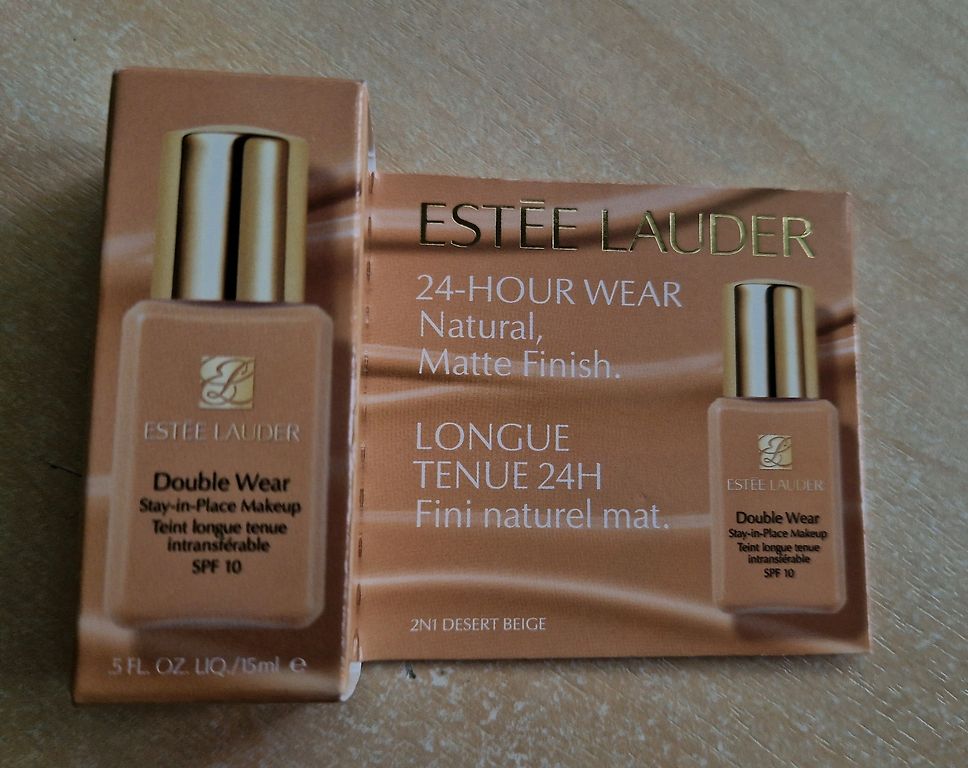 ESTĒE LAUDER
Double Wear
Stay-in-Place Makeup
Teint longue tenue
intransférable
SPF 10
.5 FL. OZ. LIQ./15ml ℮
ESTĒE LAUDER
24-HOUR WEAR
Natural,
Matte Finish.
LONGUE
TENUE 24H
Fini naturel mat.
2N1 DESERT BEIGE
ESTĒE LAUDER
Double Wear
Stay-in-Place Makeup
Teint longue tenue
intransférable
SPF 10